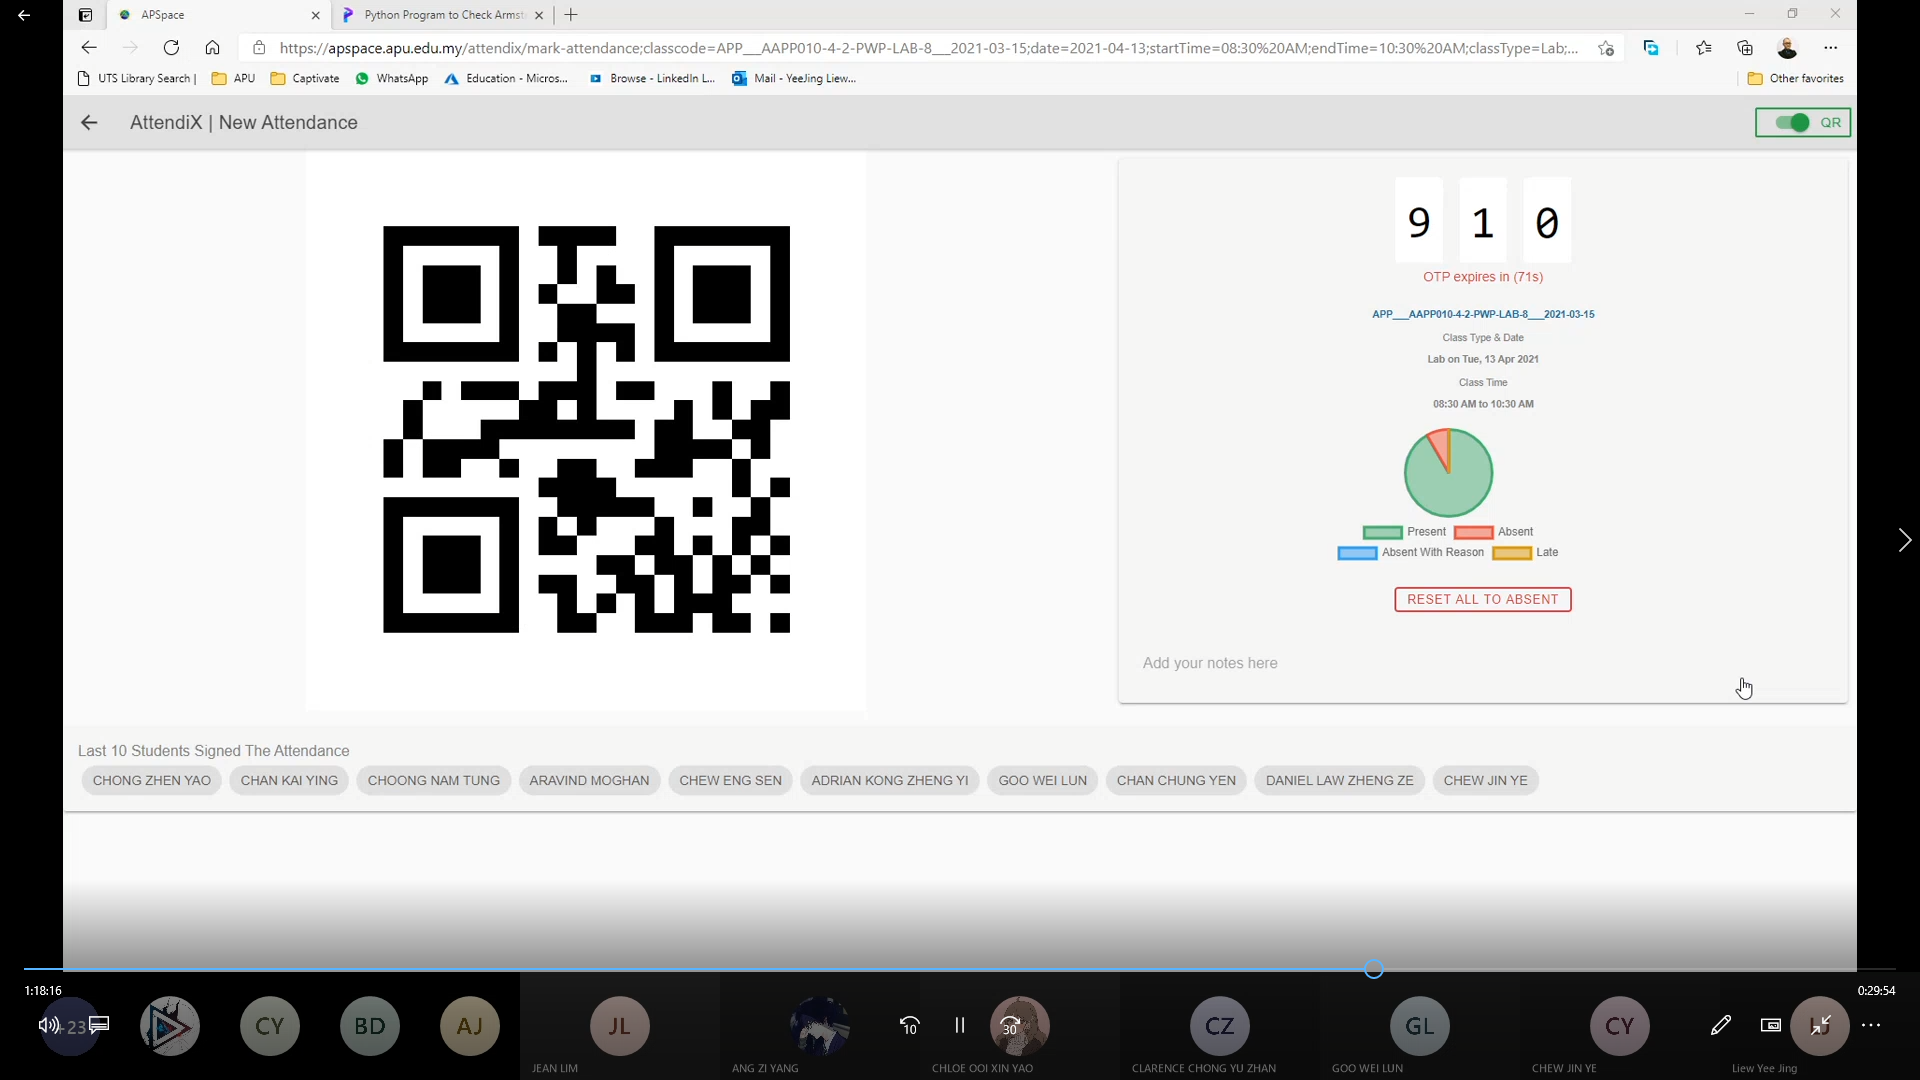 APSpace
Python Program to Check Armst
https://apspace.apu.edu.my/attendix/mark-attendance;classcode=APP___AAPP010-4-2-PWP-LAB-8___2021-03-15;date=2021-04-13;startTime=08:30%20AM;endTime=10:30%20AM;classType=Lab;...
UTS Library Search |
APU
Captivate
WhatsApp
Education - Micros...
Browse - LinkedIn L...
Mail - YeeJing Liew...
Other favorites
AttendiX | New Attendance
QR
9 1 0
OTP expires in (71s)
APP___AAPP010-4-2-PWP-LAB-8___2021-03-15
Class Type & Date
Lab on Tue, 13 Apr 2021
Class Time
08:30 AM to 10:30 AM
Present
Absent
Absent With Reason
Late
RESET ALL TO ABSENT
Add your notes here
Last 10 Students Signed The Attendance
CHONG ZHEN YAO
CHAN KAI YING
CHOONG NAM TUNG
ARAVIND MOGHAN
CHEW ENG SEN
ADRIAN KONG ZHENG YI
GOO WEI LUN
CHAN CHUNG YEN
DANIEL LAW ZHENG ZE
CHEW JIN YE
1:18:16
0:29:54
+23
CY
BD
AJ
JL
10
30
CZ
GL
CY
LJ
JEAN LIM
ANG ZI YANG
CHLOE OOI XIN YAO
CLARENCE CHONG YU ZHAN
GOO WEI LUN
CHEW JIN YE
Liew Yee Jing